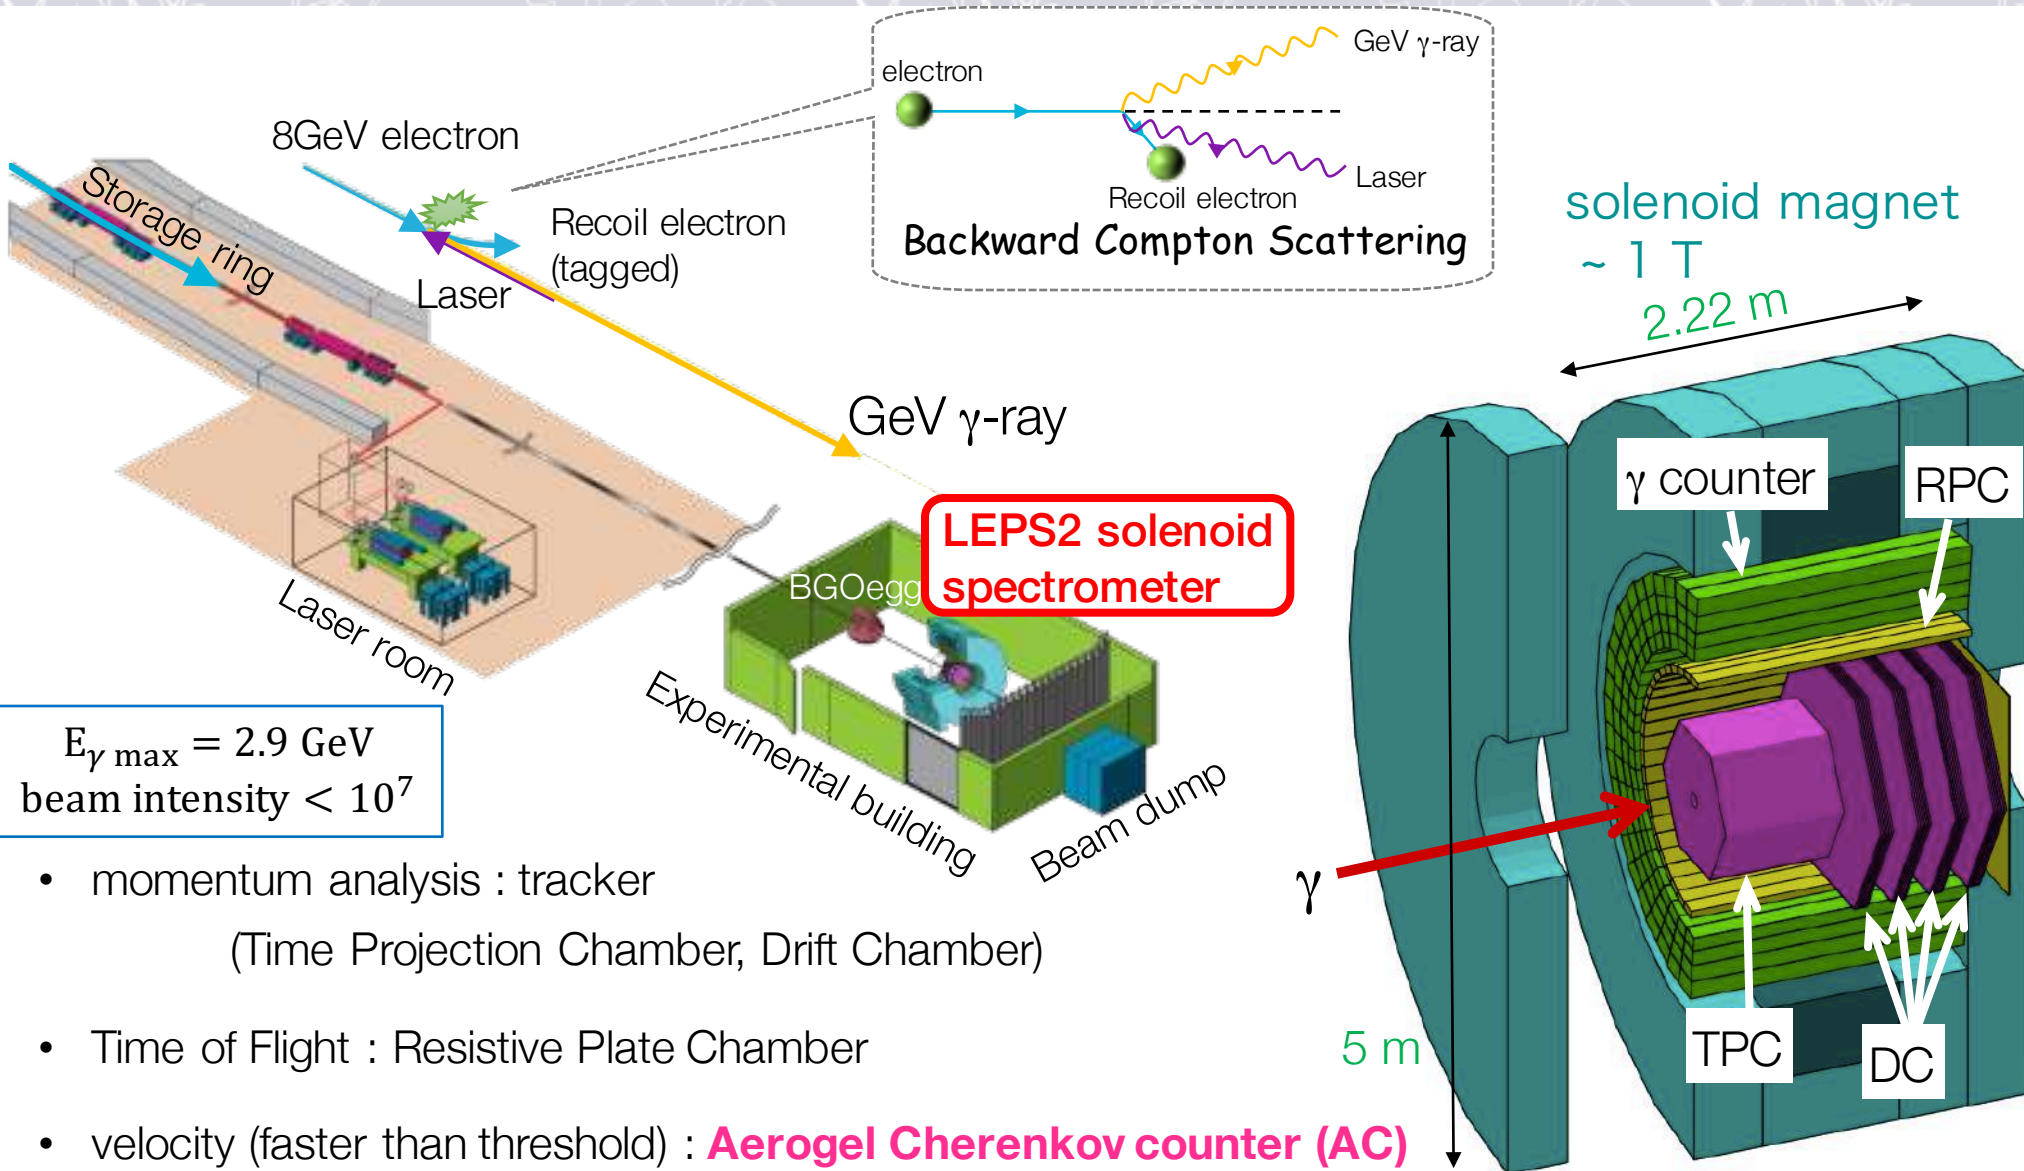 GeV γ-ray
electron
Laser
Recoil electron
Backward Compton Scattering
8GeV electron
Storage ring
Recoil electron
(tagged)
Laser
GeV γ-ray
solenoid magnet
~ 1 T
2.22 m
γ counter
RPC
LEPS2 solenoid
spectrometer
BGOegg
Laser room
Experimental building
Beam dump
E_γ max = 2.9 GeV
beam intensity < 10⁷
γ
5 m
TPC
DC
• momentum analysis : tracker
(Time Projection Chamber, Drift Chamber)
• Time of Flight : Resistive Plate Chamber
• velocity (faster than threshold) : Aerogel Cherenkov counter (AC)